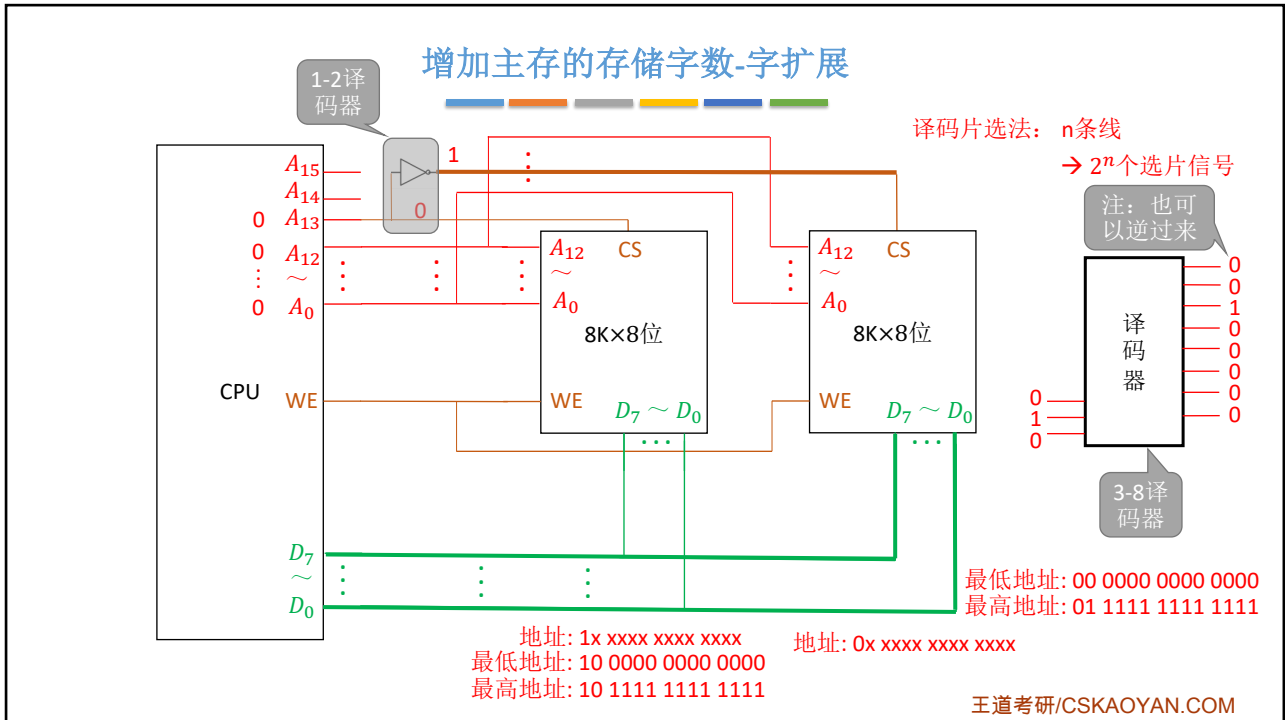 增加主存的存储字数-字扩展
1-2译
码器
译码片选法： n条线
→ 2ⁿ个选片信号
注：也可
以逆过来
1
0
A₁₅
A₁₄
0 A₁₃
0 A₁₂
⋮ ～ ⋮ ⋮ ⋮
0 A₀
CPU
WE
D₇
～
D₀
CS
A₁₂
～
A₀
8K×8位
WE
D₇ ～ D₀
…
CS
A₁₂
～
A₀
8K×8位
WE
D₇ ～ D₀
…
译
码
器
0
1
0
0
0
1
0
0
0
0
0
3-8译
码器
最低地址: 00 0000 0000 0000
最高地址: 01 1111 1111 1111
地址: 1x xxxx xxxx xxxx
最低地址: 10 0000 0000 0000
最高地址: 10 1111 1111 1111
地址: 0x xxxx xxxx xxxx
王道考研/CSKAOYAN.COM